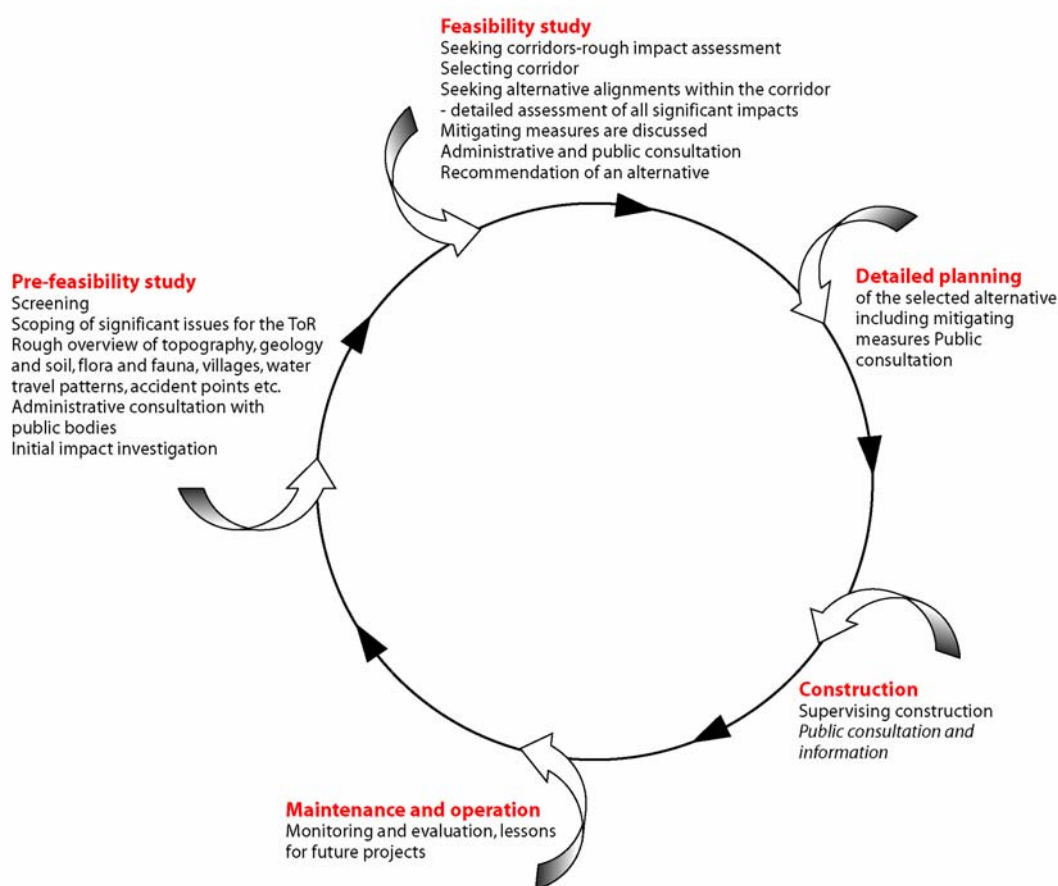 Feasibility study
Seeking corridors-rough impact assessment
Selecting corridor
Seeking alternative alignments within the corridor
- detailed assessment of all significant impacts
Mitigating measures are discussed
Administrative and public consultation
Recommendation of an alternative
Detailed planning
of the selected alternative
including mitigating
measures Public
consultation
Construction
Supervising construction
Public consultation and
information
Maintenance and operation
Monitoring and evaluation, lessons
for future projects
Pre-feasibility study
Screening
Scoping of significant issues for the ToR
Rough overview of topography, geology
and soil, flora and fauna, villages, water
travel patterns, accident points etc.
Administrative consultation with
public bodies
Initial impact investigation